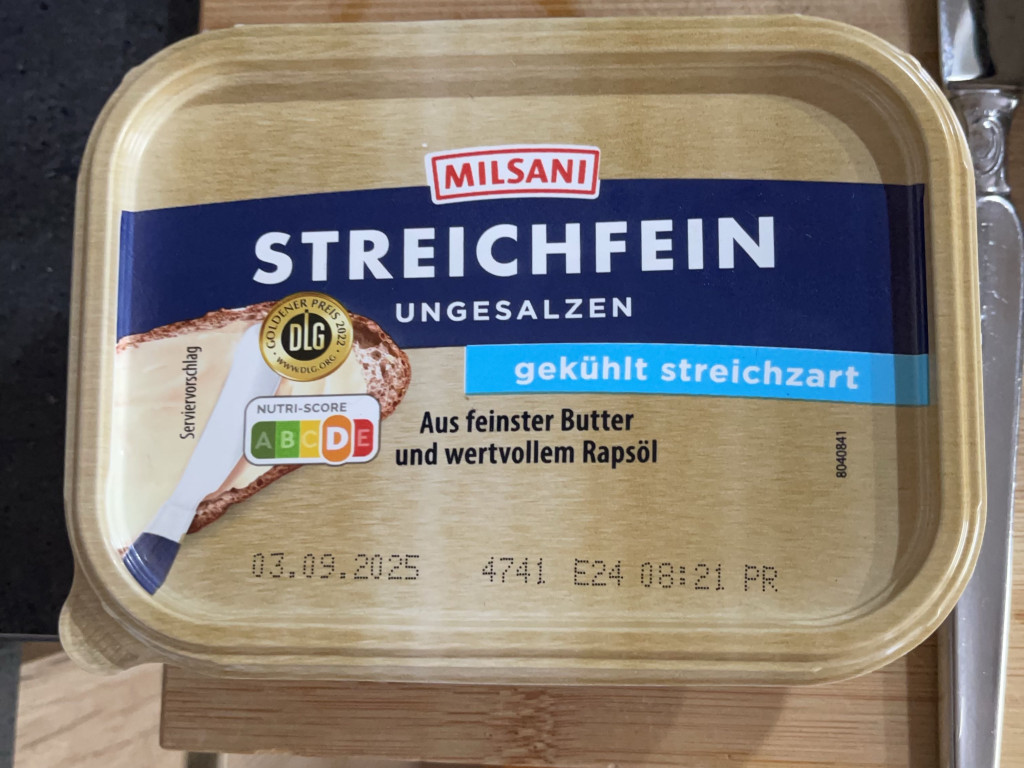 MILSANI
STREICHFEIN
UNGESALZEN
gekühlt streichzart
GOLDENER PREIS 2022
DLG
WWW.DLG.ORG
Serviervorschlag
NUTRI-SCORE
A B C D E
Aus feinster Butter
und wertvollem Rapsöl
8040841
03.09.2025 4741 E24 08:21 PR